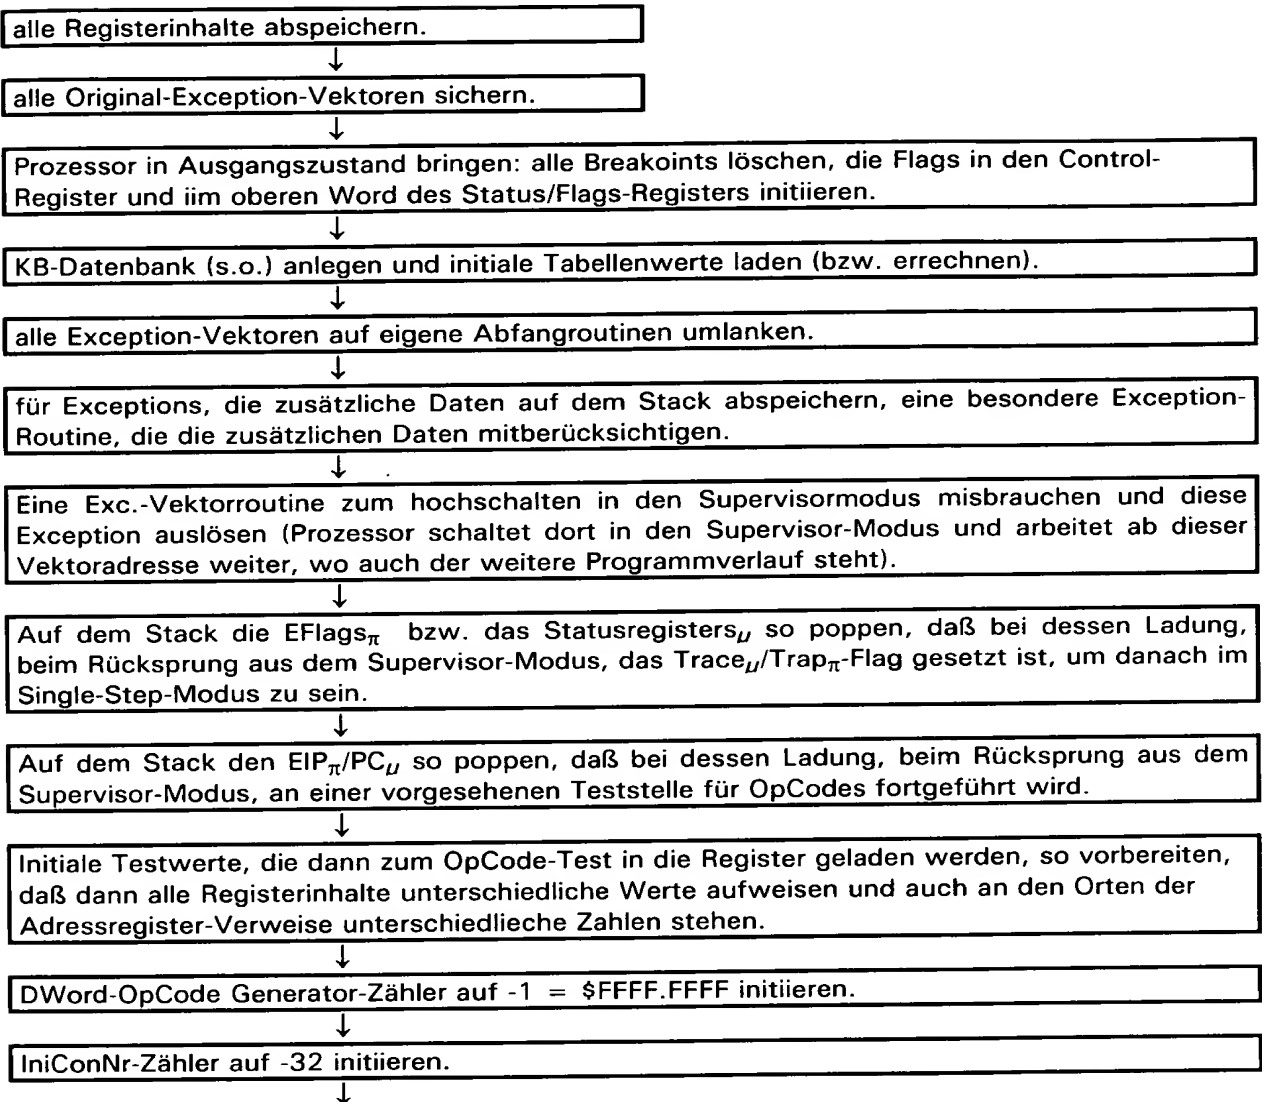 alle Registerinhalte abspeichern.
↓
alle Original-Exception-Vektoren sichern.
↓
Prozessor in Ausgangszustand bringen: alle Breakoints löschen, die Flags in den Control-
Register und iim oberen Word des Status/Flags-Registers initiieren.
↓
KB-Datenbank (s.o.) anlegen und initiale Tabellenwerte laden (bzw. errechnen).
↓
alle Exception-Vektoren auf eigene Abfangroutinen umlanken.
↓
für Exceptions, die zusätzliche Daten auf dem Stack abspeichern, eine besondere Exception-
Routine, die die zusätzlichen Daten mitberücksichtigen.
↓
Eine Exc.-Vektorroutine zum hochschalten in den Supervisormodus misbrauchen und diese
Exception auslösen (Prozessor schaltet dort in den Supervisor-Modus und arbeitet ab dieser
Vektoradresse weiter, wo auch der weitere Programmverlauf steht).
↓
Auf dem Stack die EFlagsπ bzw. das Statusregistersμ so poppen, daß bei dessen Ladung,
beim Rücksprung aus dem Supervisor-Modus, das Traceμ/Trapπ-Flag gesetzt ist, um danach im
Single-Step-Modus zu sein.
↓
Auf dem Stack den EIPπ/PCμ so poppen, daß bei dessen Ladung, beim Rücksprung aus dem
Supervisor-Modus, an einer vorgesehenen Teststelle für OpCodes fortgeführt wird.
↓
Initiale Testwerte, die dann zum OpCode-Test in die Register geladen werden, so vorbereiten,
daß dann alle Registerinhalte unterschiedliche Werte aufweisen und auch an den Orten der
Adressregister-Verweise unterschiedlieche Zahlen stehen.
↓
DWord-OpCode Generator-Zähler auf -1 = $FFFF.FFFF initiieren.
↓
IniConNr-Zähler auf -32 initiieren.
↓